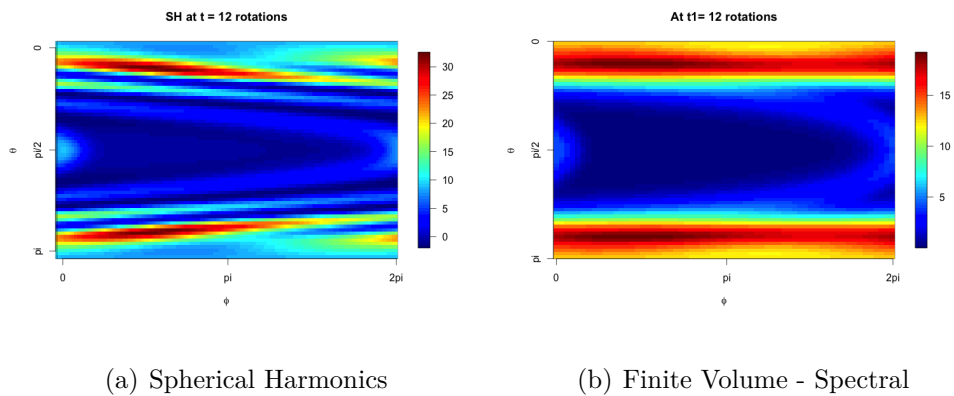 SH at t = 12 rotations
0
pi/2
pi
θ
0
pi
2pi
ϕ
30
25
20
15
10
5
0
(a) Spherical Harmonics
At t1= 12 rotations
0
pi/2
pi
θ
0
pi
2pi
ϕ
15
10
5
(b) Finite Volume - Spectral